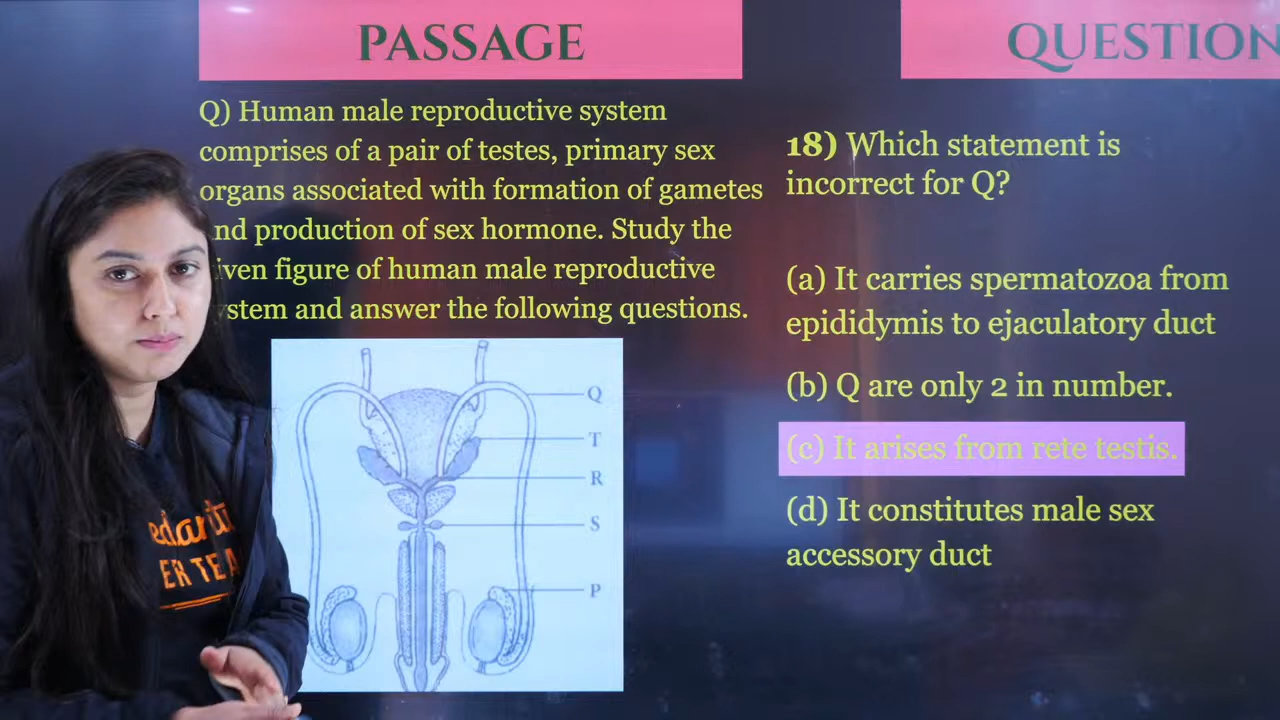 PASSAGE
Q) Human male reproductive system
comprises of a pair of testes, primary sex
organs associated with formation of gametes
nd production of sex hormone. Study the
iven figure of human male reproductive
stem and answer the following questions.
Q
T
R
S
P
QUESTION
18) Which statement is
incorrect for Q?
(a) It carries spermatozoa from
epididymis to ejaculatory duct
(b) Q are only 2 in number.
(c) It arises from rete testis.
(d) It constitutes male sex
accessory duct
edantu
ER TEA